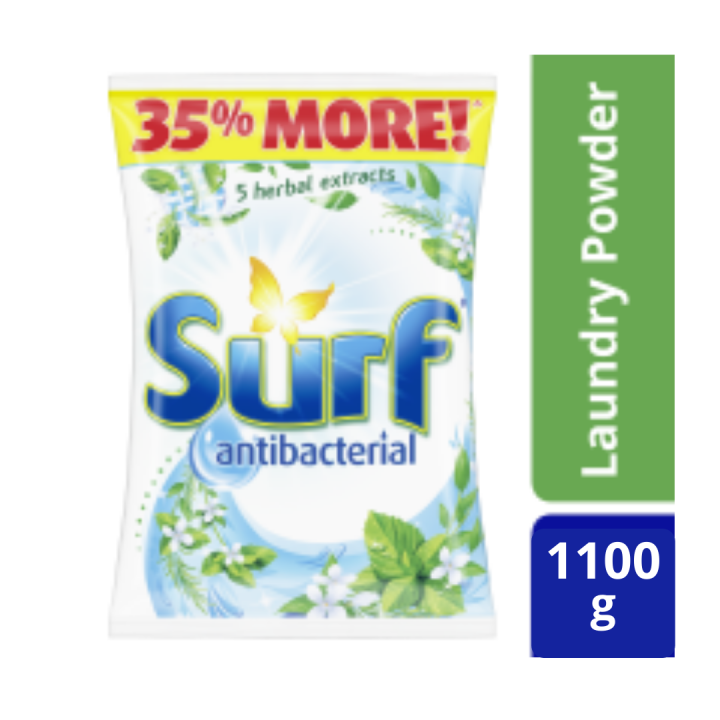 35% MORE!*
5 herbal extracts
Surf
antibacterial
Laundry Powder
1100
g